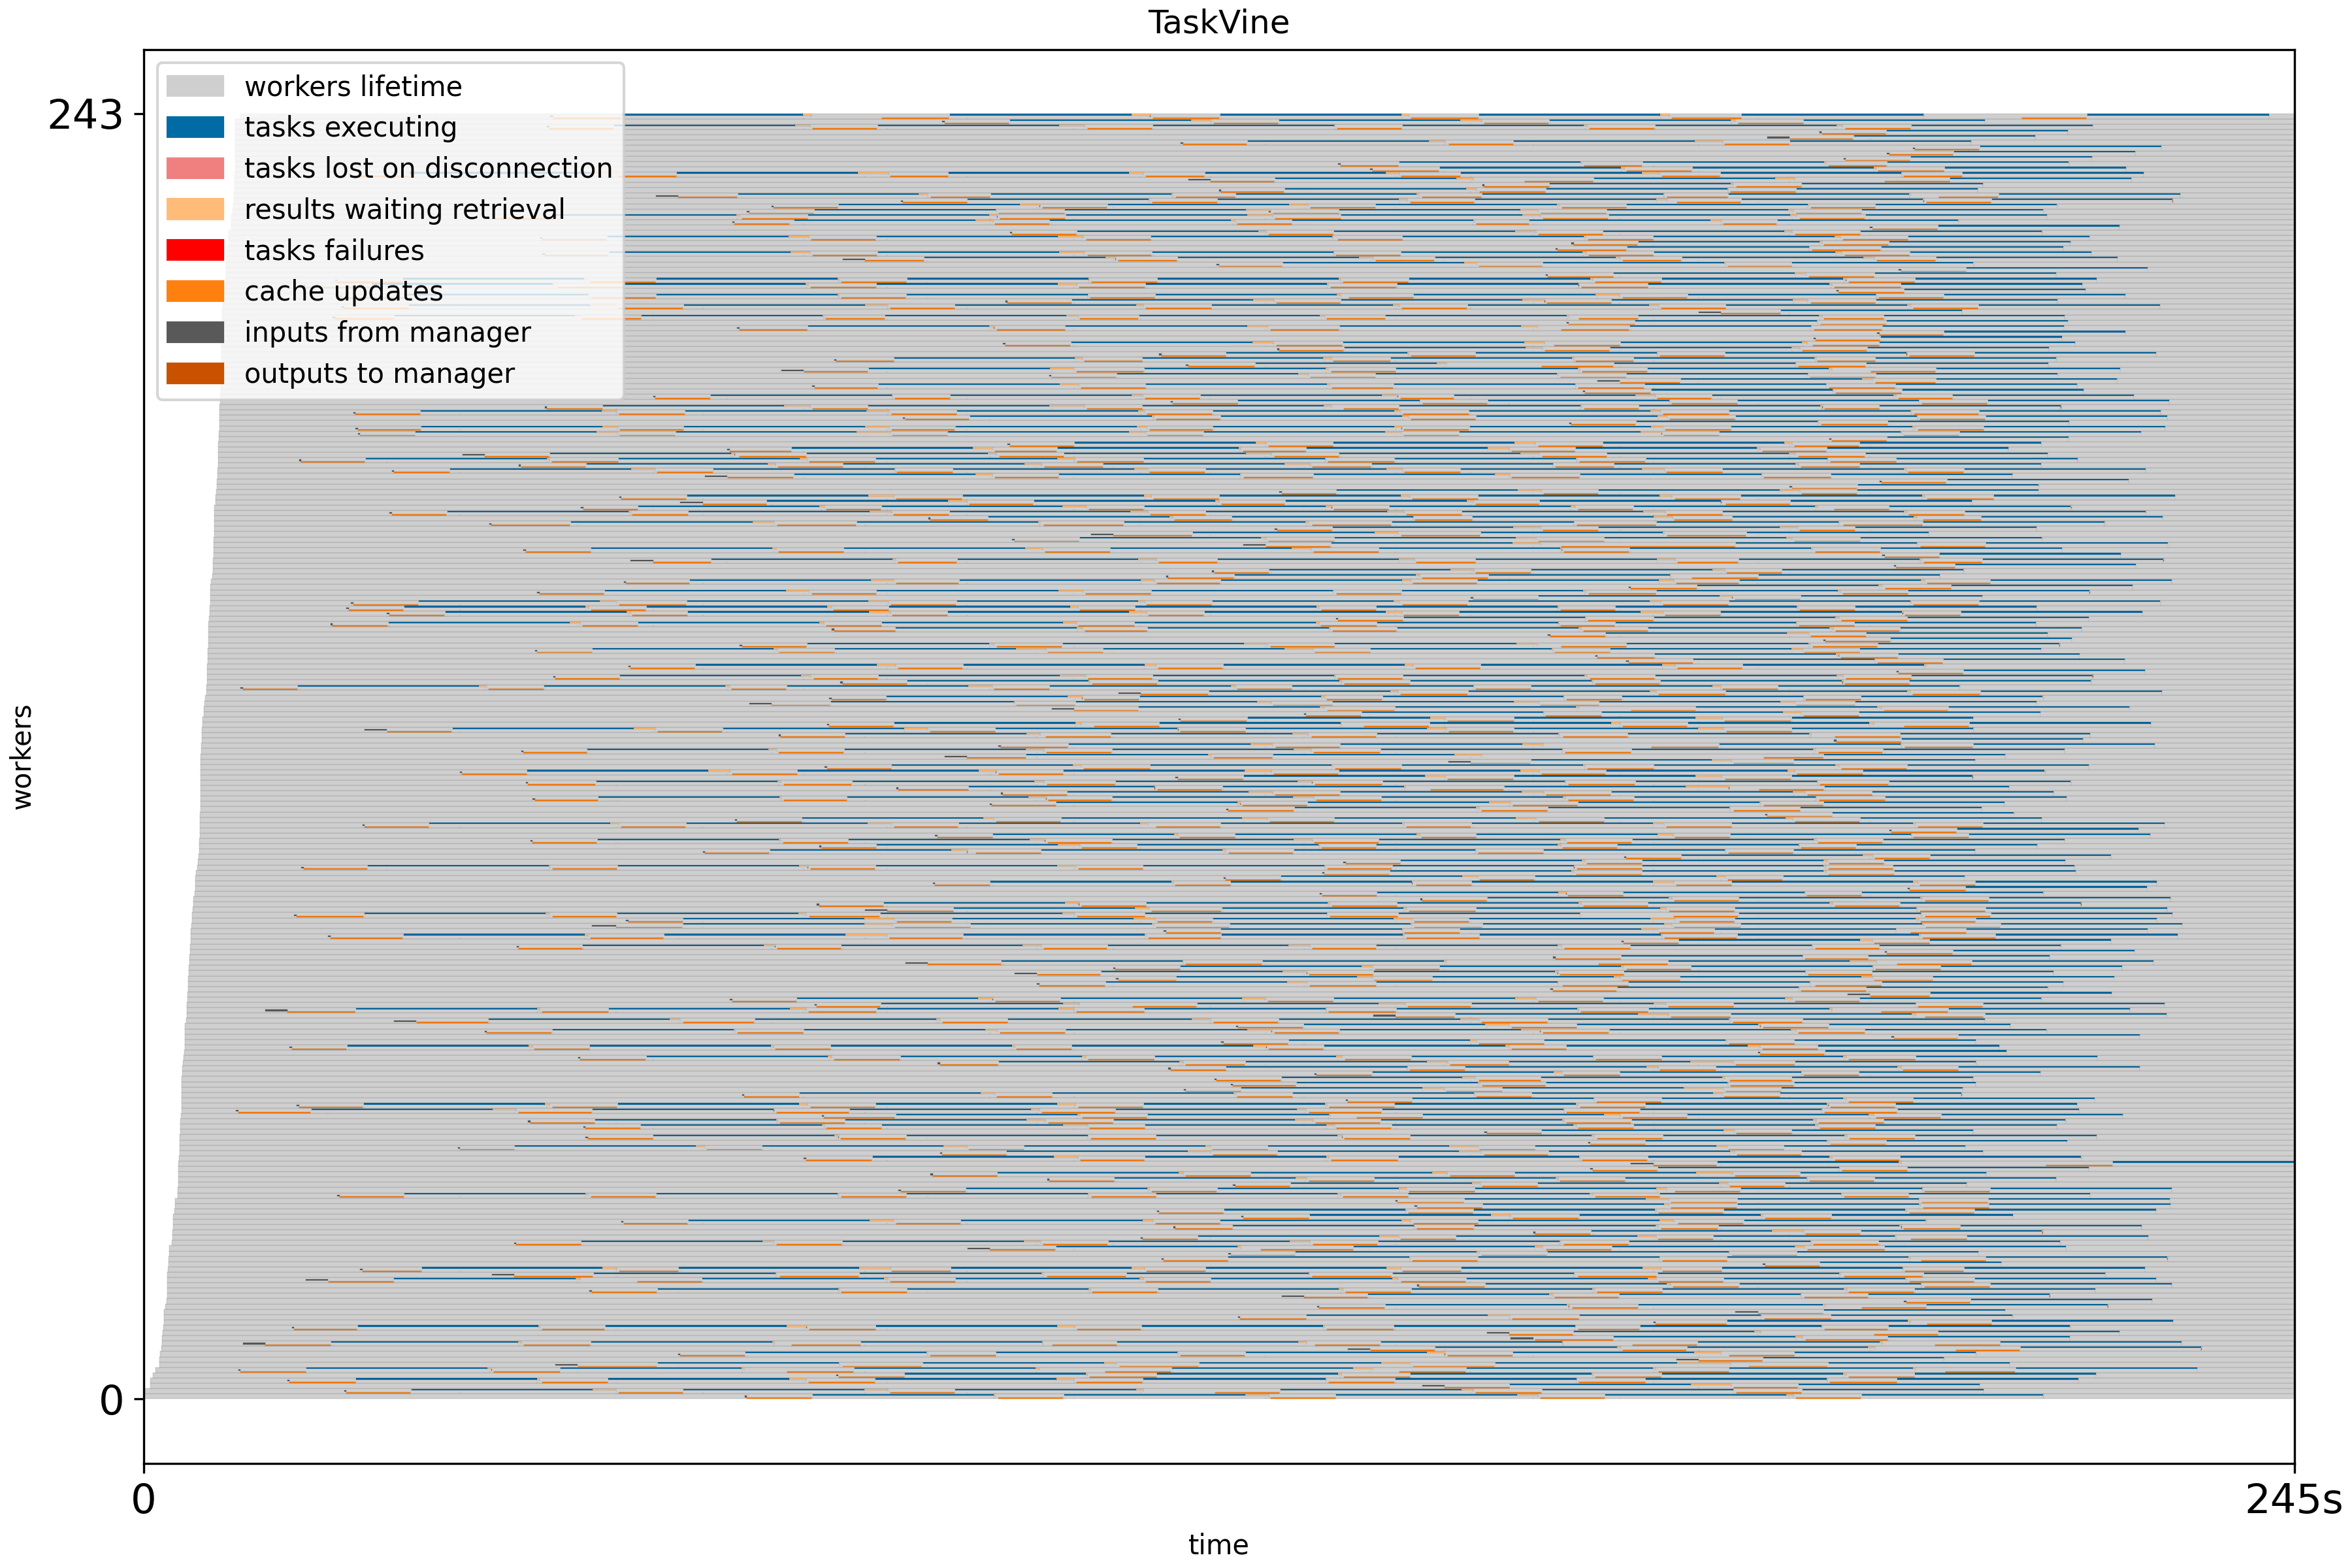 TaskVine
243
workers lifetime
tasks executing
tasks lost on disconnection
results waiting retrieval
tasks failures
cache updates
inputs from manager
outputs to manager
workers
0
0
245s
time